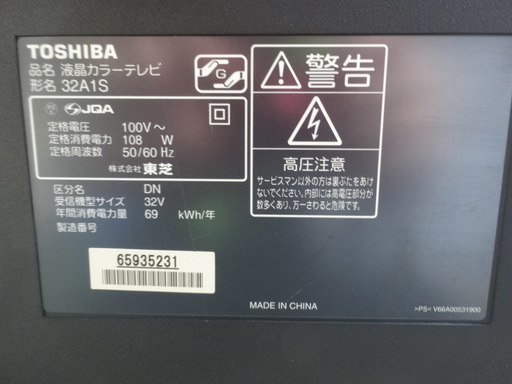 TOSHIBA
品名 液晶カラーテレビ
形名 32A1S
G
JQA
定格電圧 100V～
定格消費電力 108 W
定格周波数 50/60 Hz
株式会社 東芝
警告
高圧注意
サービスマン以外の方は裏ぶたをあけ
ないでください。内部には高電圧部分が
数多くあり、万一さわると危険です。
区分名 DN
受信機型サイズ 32V
年間消費電力量 69 kWh/年
製造番号
65935231
MADE IN CHINA
>PS< V66A00531900